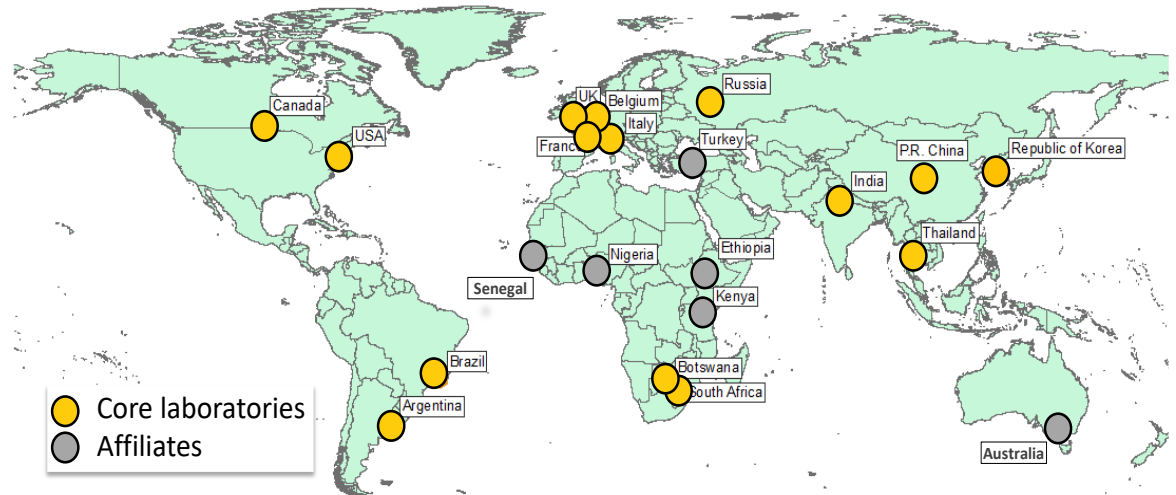 Canada
USA
UK
Belgium
Franc
Italy
Russia
Turkey
P.R. China
Republic of Korea
India
Thailand
Senegal
Nigeria
Ethiopia
Kenya
Brazil
Argentina
Botswana
South Africa
Australia
Core laboratories
Affiliates